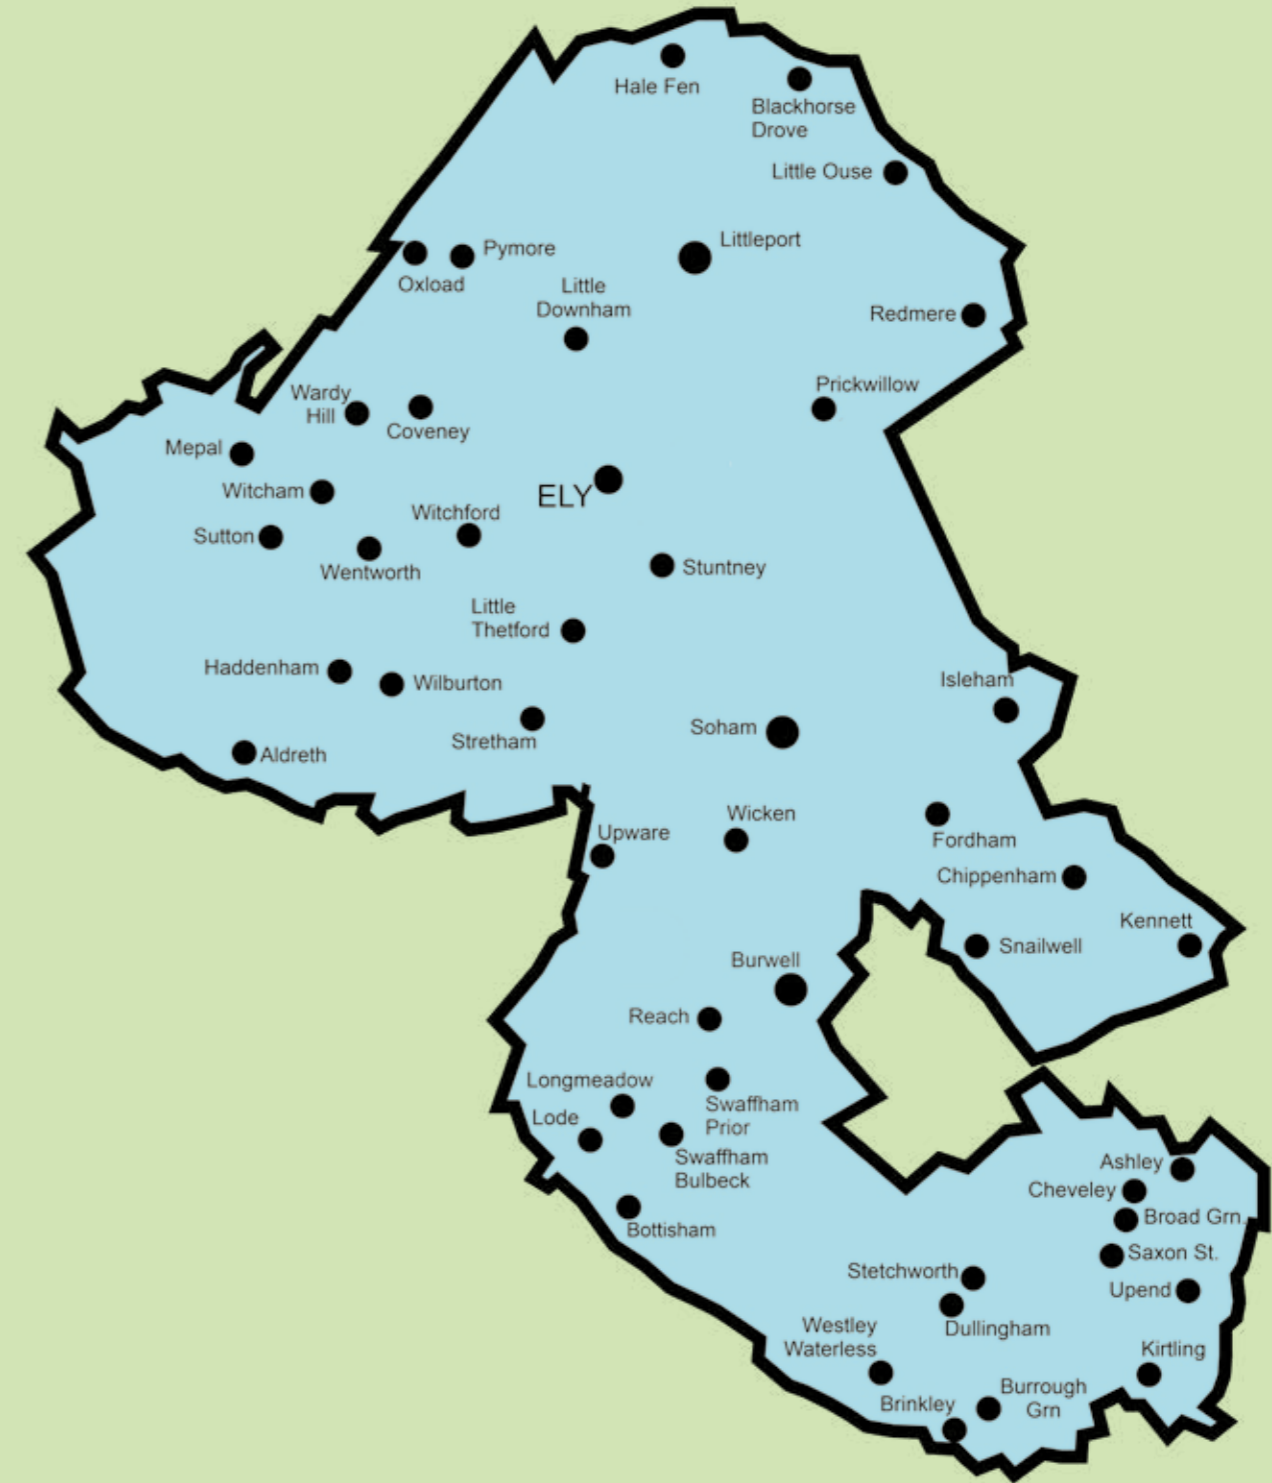 Hale Fen
Blackhorse
Drove
Little Ouse
Littleport
Pymore
Oxload
Little
Downham
Redmere
Prickwillow
Wardy
Hill
Coveney
Mepal
Witcham
ELY
Witchford
Sutton
Wentworth
Stuntney
Little
Thetford
Haddenham
Wilburton
Isleham
Soham
Stretham
Aldreth
Wicken
Upware
Fordham
Chippenham
Kennett
Snailwell
Burwell
Reach
Longmeadow
Swaffham
Prior
Lode
Swaffham
Bulbeck
Ashley
Cheveley
Broad Grn.
Bottisham
Saxon St.
Stetchworth
Upend
Dullingham
Westley
Waterless
Kirtling
Burrough
Grn
Brinkley